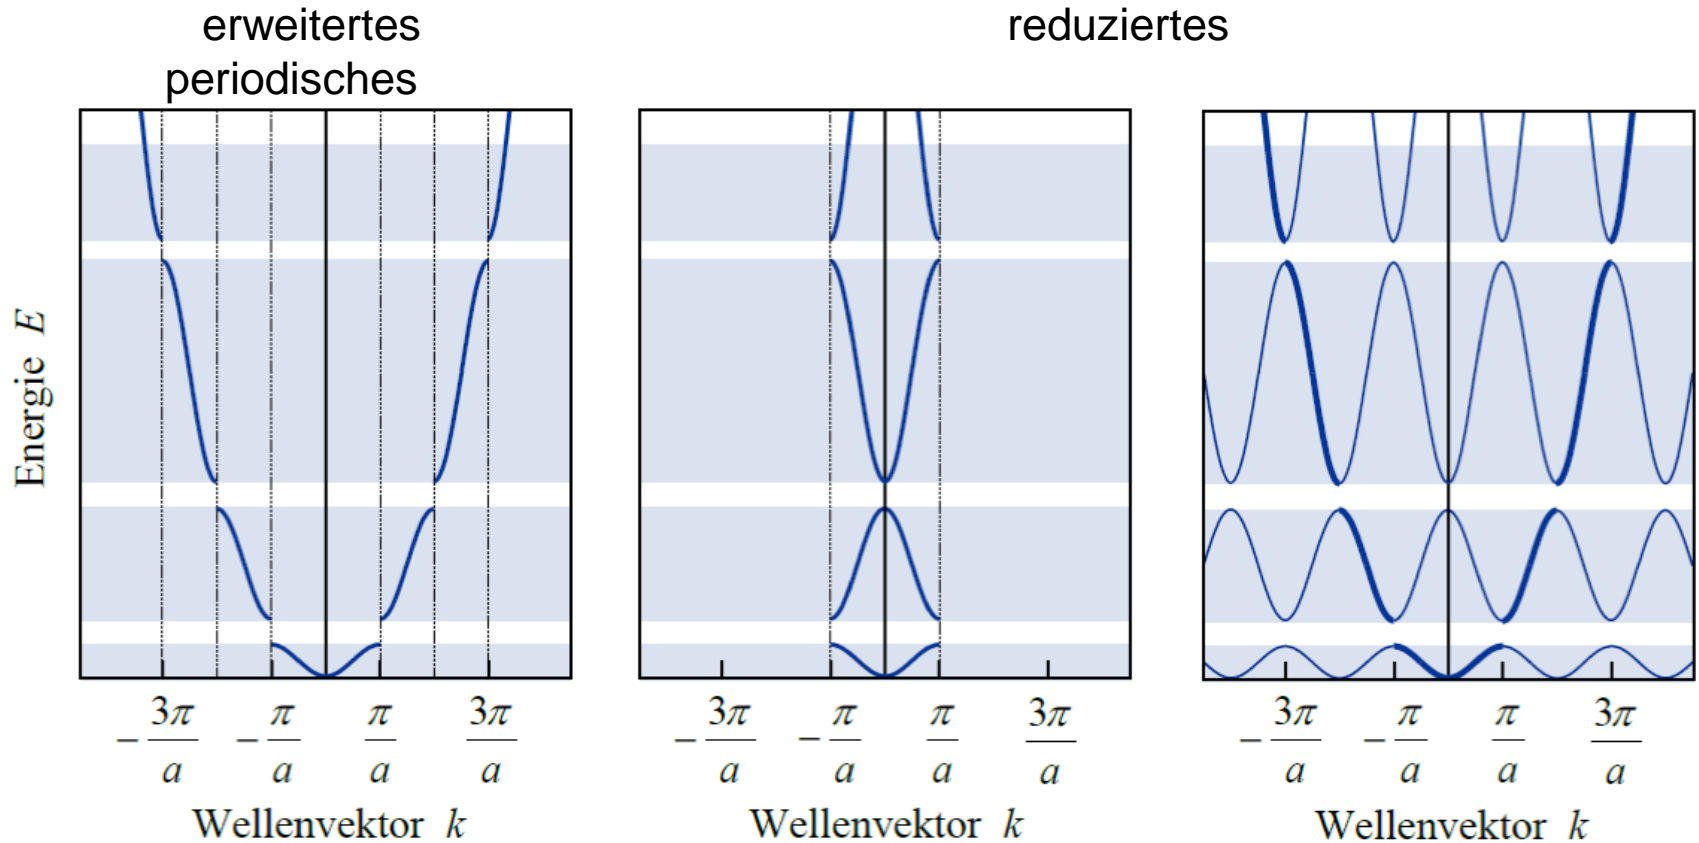 erweitertes
reduziertes
periodisches
Energie E
− 3π/a − π/a π/a 3π/a
Wellenvektor k
− 3π/a − π/a π/a 3π/a
Wellenvektor k
− 3π/a − π/a π/a 3π/a
Wellenvektor k